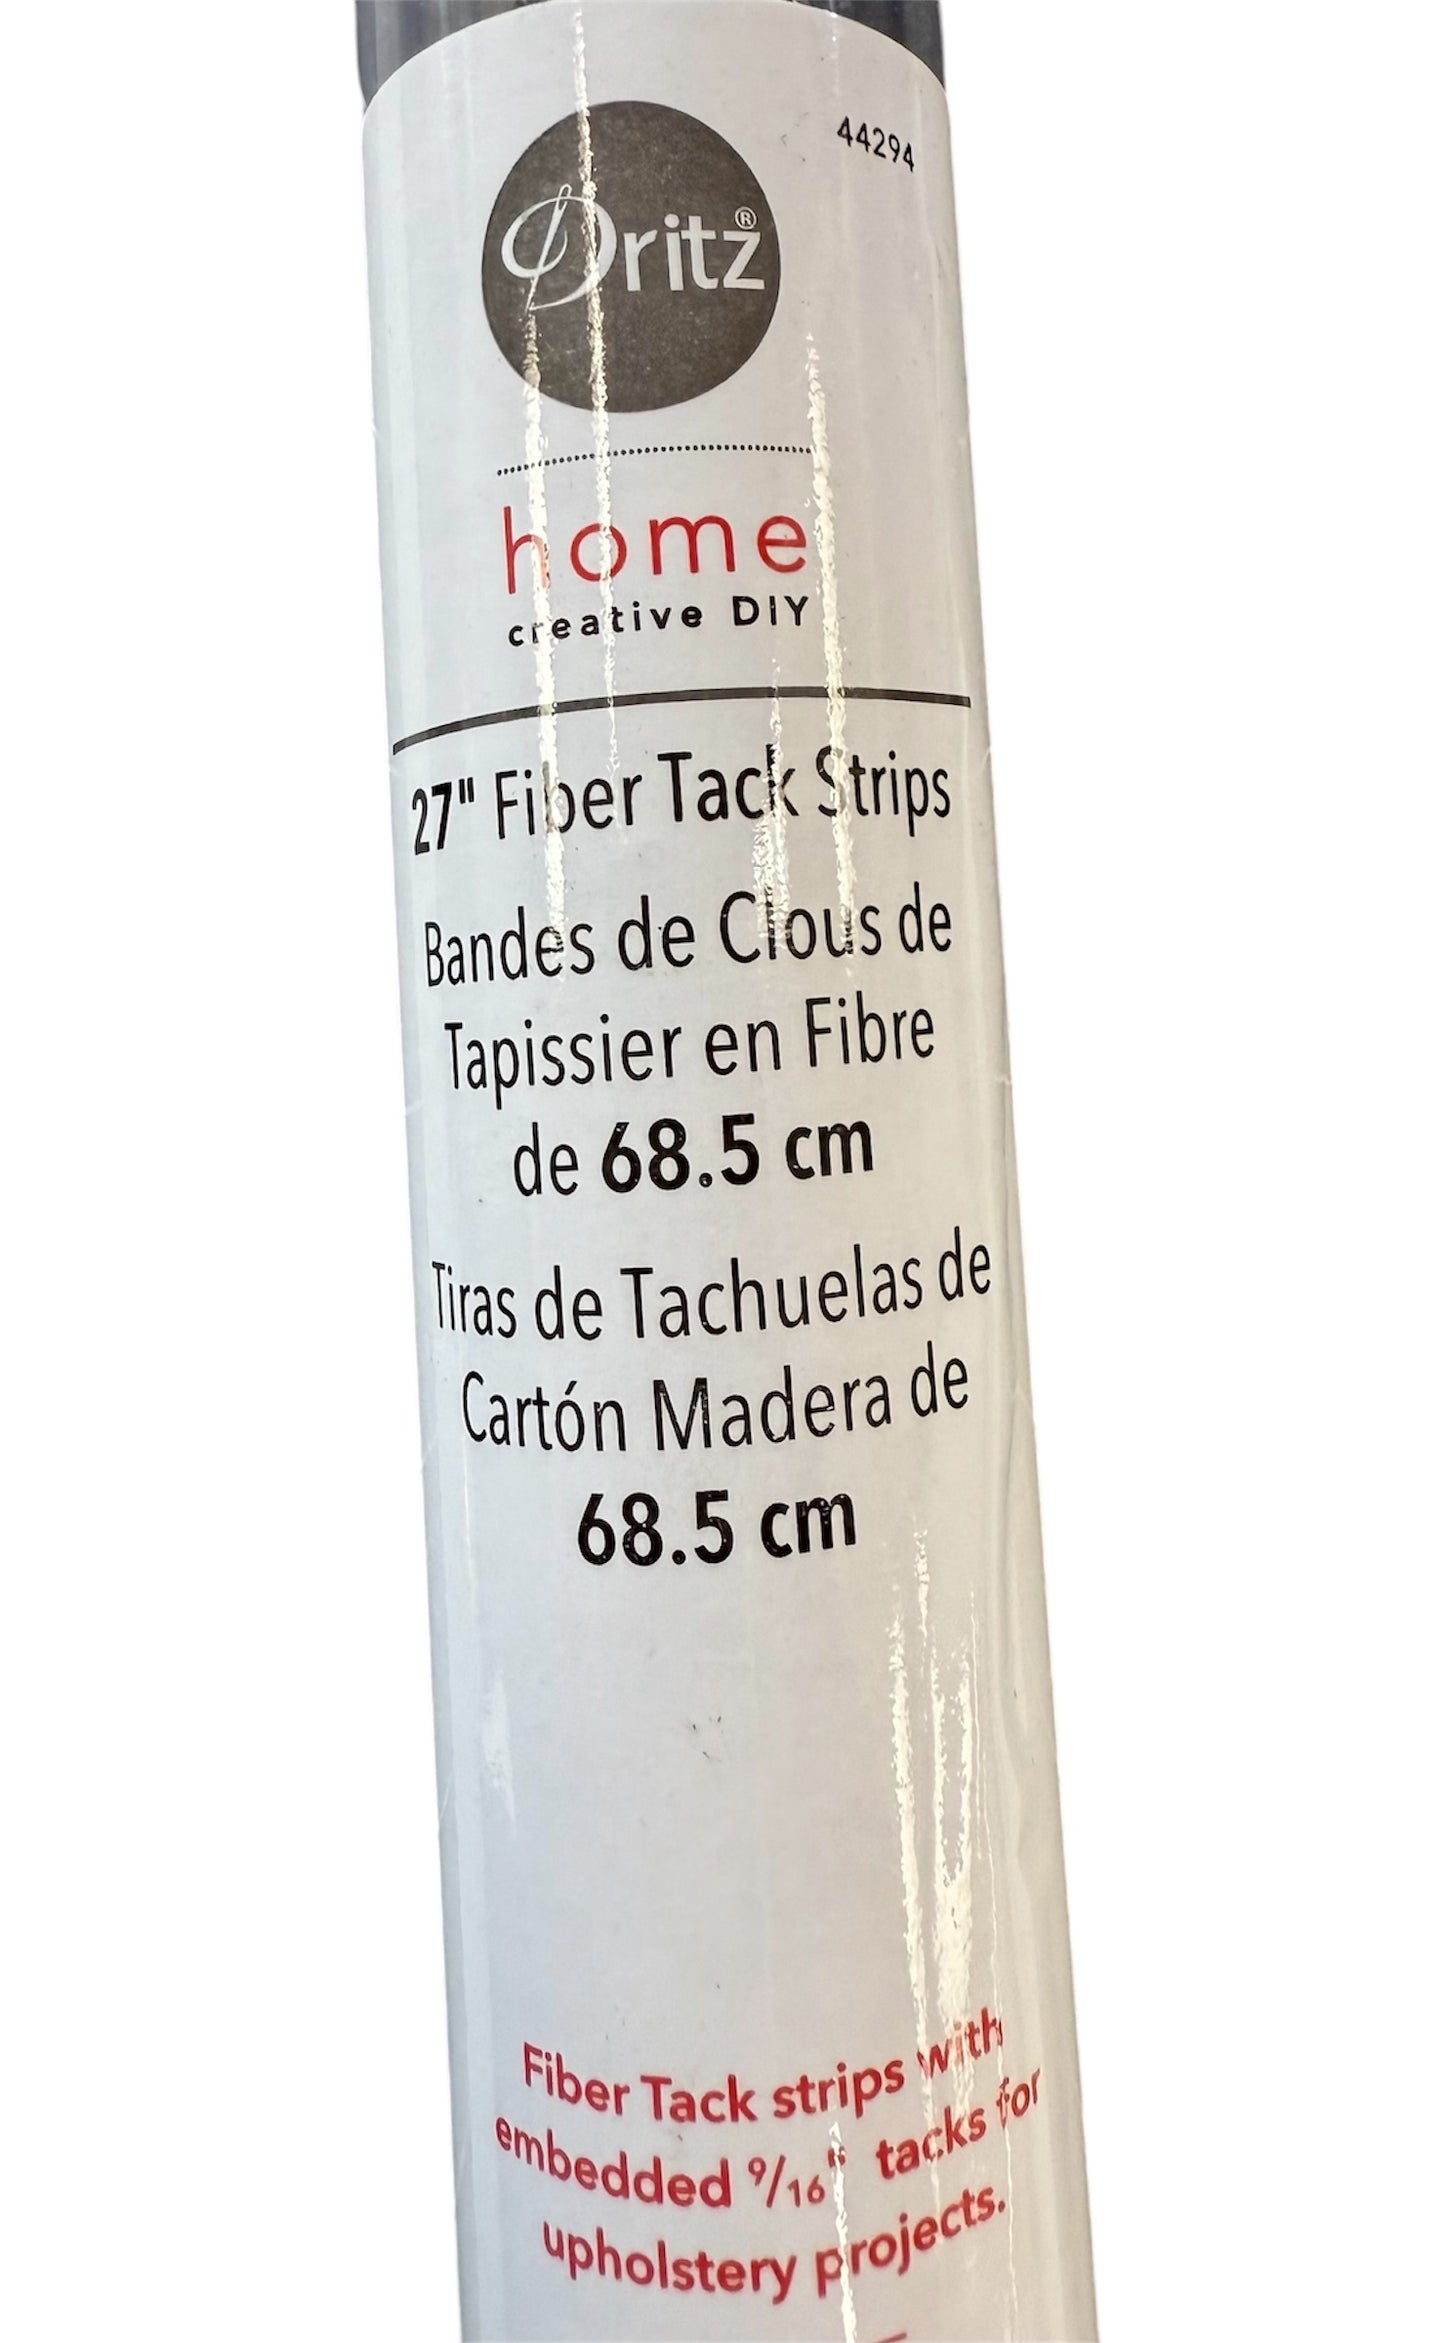 44294
Dritz®
home
creative DIY
27" Fiber Tack Strips
Bandes de Clous de
Tapissier en Fibre
de 68.5 cm
Tiras de Tachuelas de
Cartón Madera de
68.5 cm
Fiber Tack strips with
embedded 9/16" tacks for
upholstery projects.